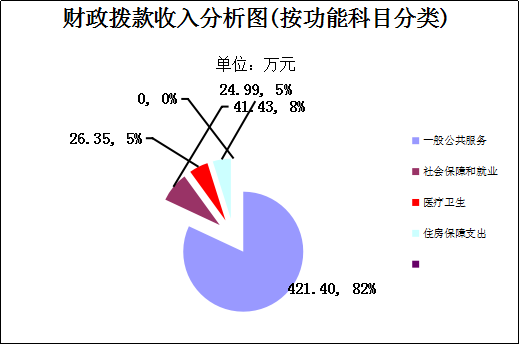 财政拨款收入分析图(按功能科目分类)
单位：万元
24.99, 5%
0, 0%
41.43, 8%
26.35, 5%
421.40, 82%
一般公共服务
社会保障和就业
医疗卫生
住房保障支出